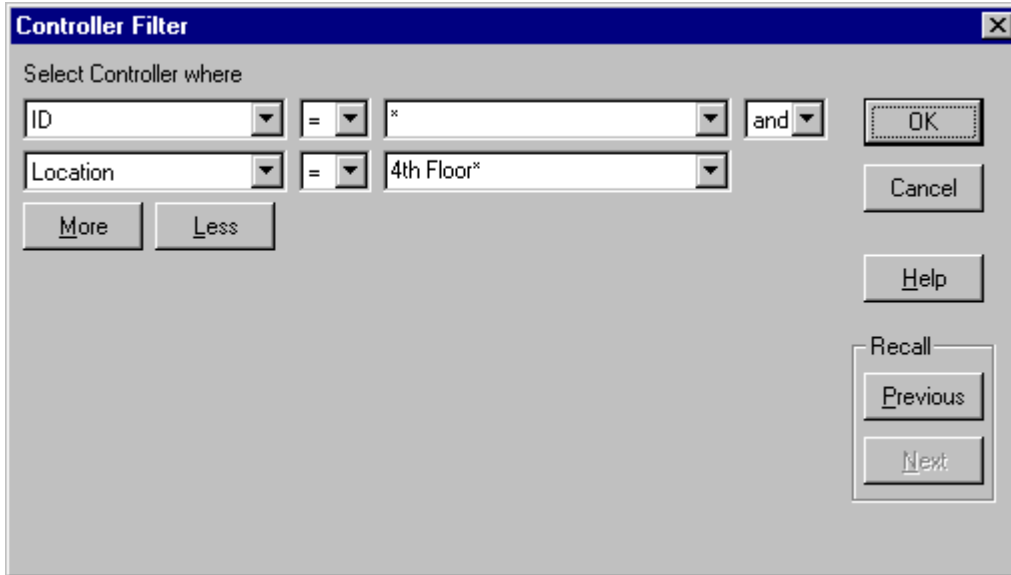 Controller Filter
Select Controller where
ID = * and
Location = 4th Floor*
More Less
OK
Cancel
Help
Recall
Previous
Next